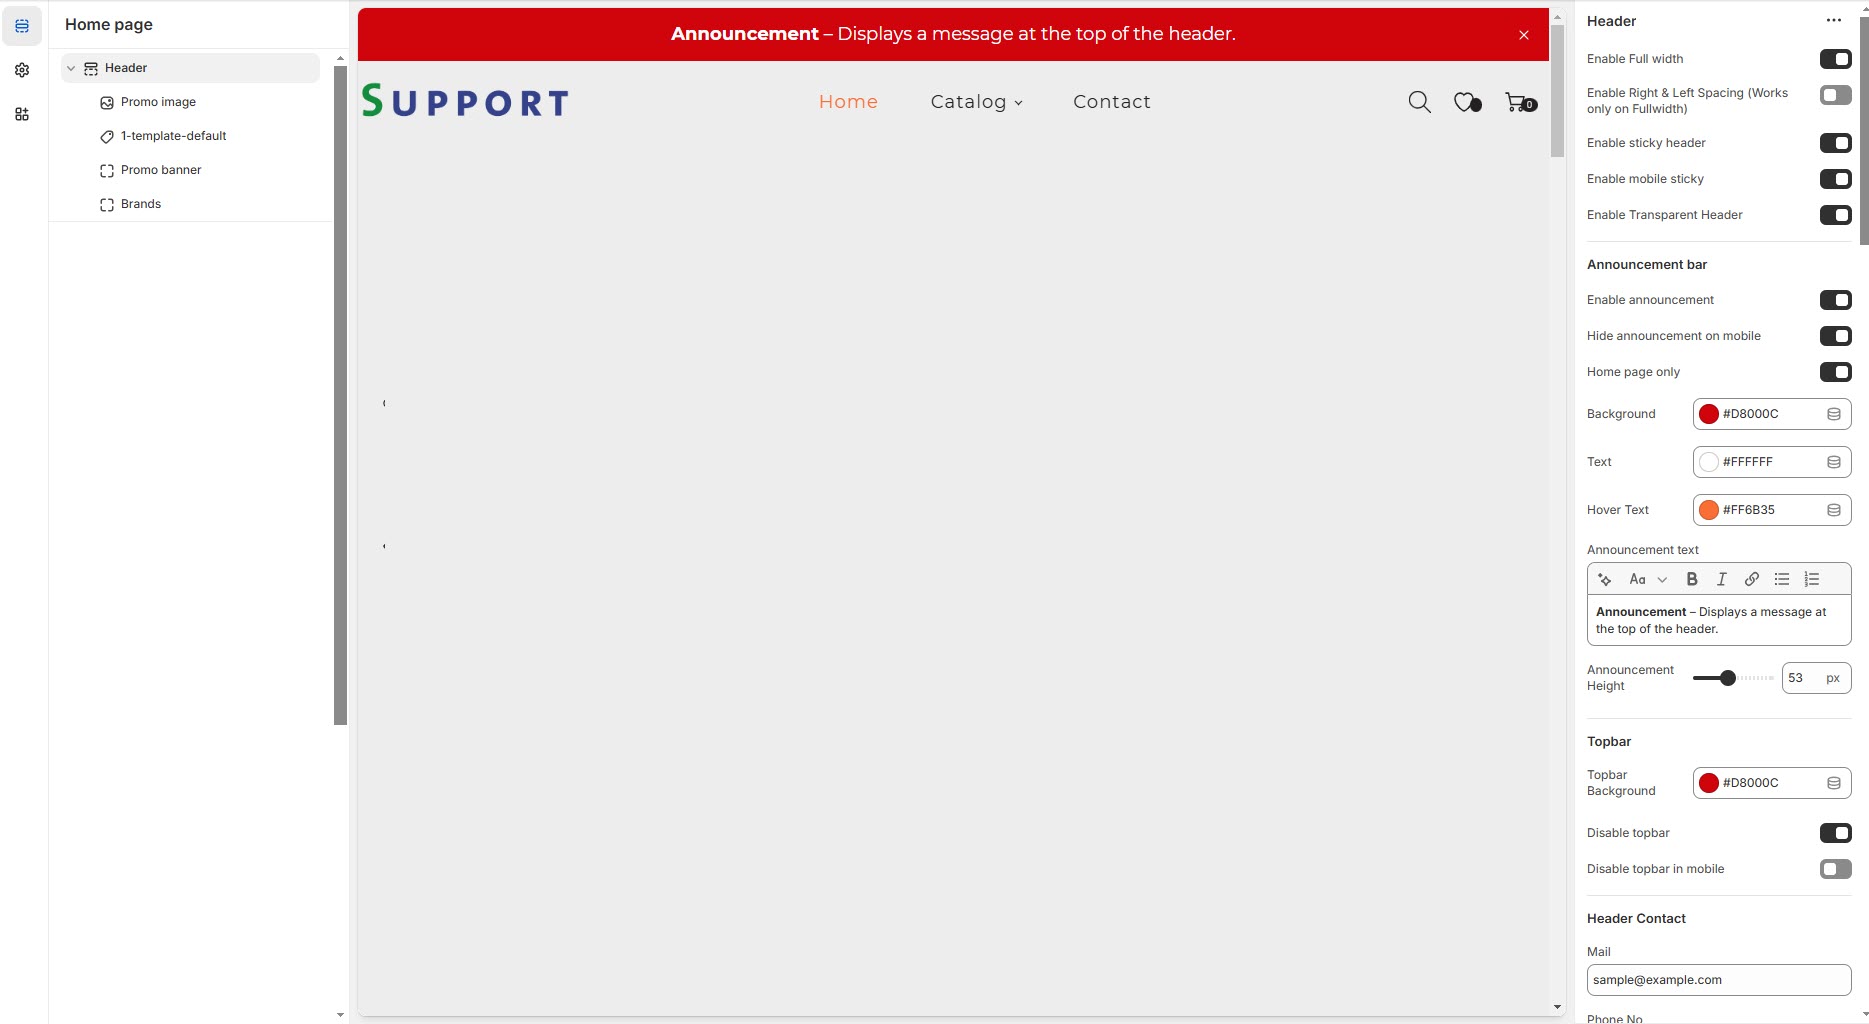 Home page
Header
Promo image
1-template-default
Promo banner
Brands
Announcement – Displays a message at the top of the header.
SUPPORT
Home
Catalog
Contact
0
Header
Enable Full width
Enable Right & Left Spacing (Works
only on Fullwidth)
Enable sticky header
Enable mobile sticky
Enable Transparent Header
Announcement bar
Enable announcement
Hide announcement on mobile
Home page only
Background
#D8000C
Text
#FFFFFF
Hover Text
#FF6B35
Announcement text
Aa
B
I
Announcement – Displays a message at
the top of the header.
Announcement
Height
53 px
Topbar
Topbar
Background
#D8000C
Disable topbar
Disable topbar in mobile
Header Contact
Mail
sample@example.com
Phone No